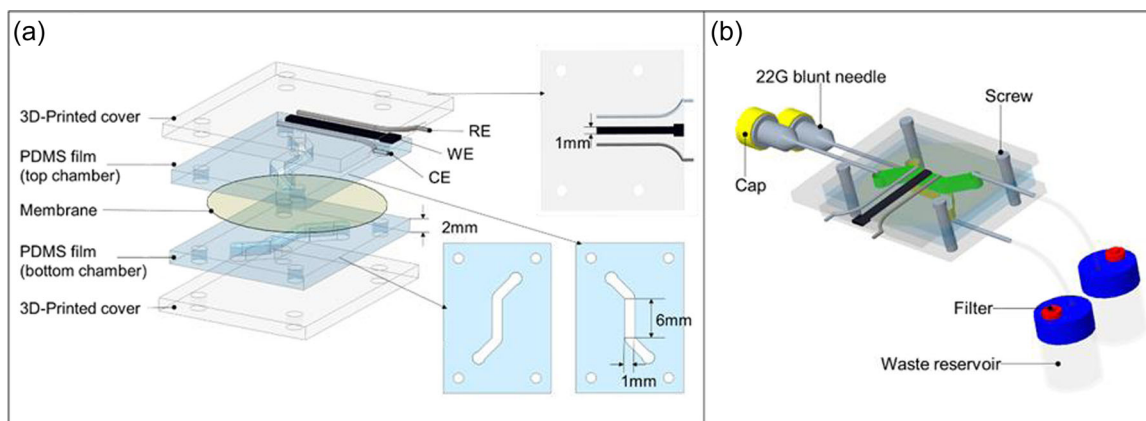 (a)
3D-Printed cover
PDMS film
(top chamber)
Membrane
PDMS film
(bottom chamber)
3D-Printed cover
RE
WE
CE
2mm
1mm
6mm
1mm
(b)
22G blunt needle
Screw
Cap
Filter
Waste reservoir